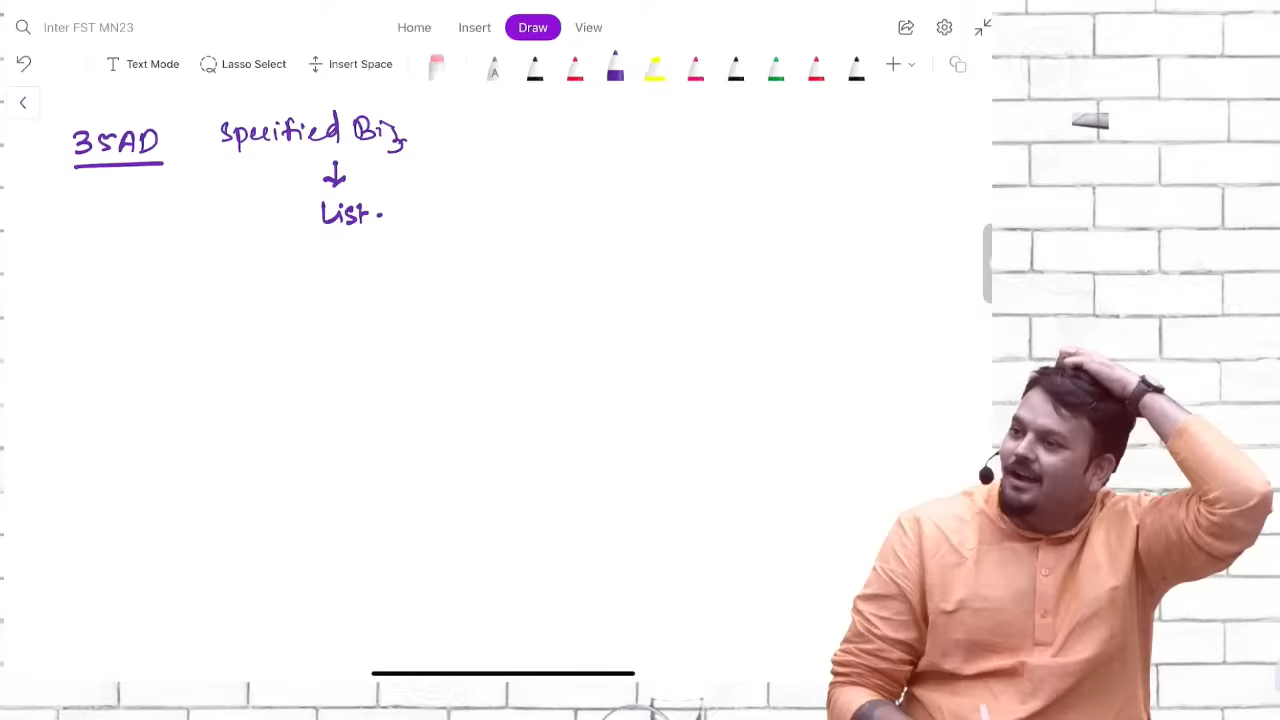 Inter FST MN23
Home Insert Draw View
Text Mode Lasso Select Insert Space
A
35AD Specified Biz
List.